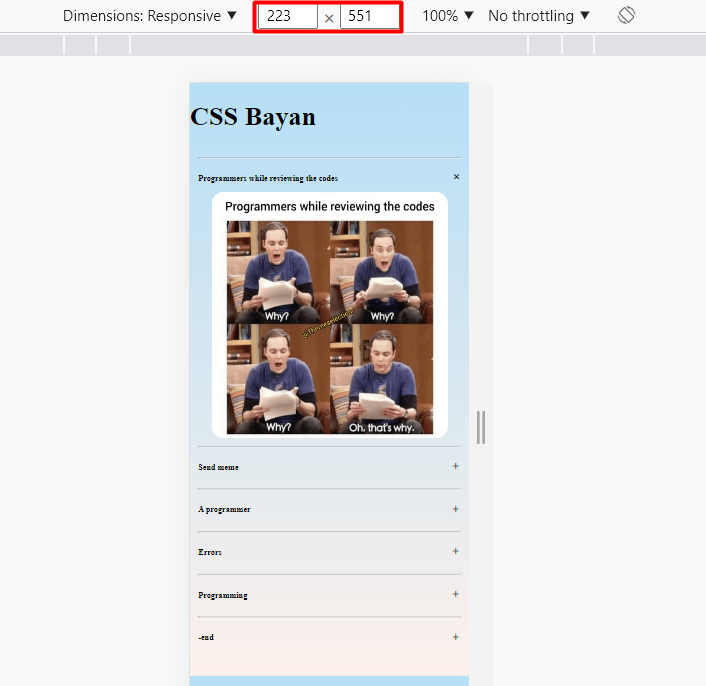 Dimensions: Responsive ▼ 223 × 551 100% ▼ No throttling ▼
CSS Bayan
Programmers while reviewing the codes ×
Programmers while reviewing the codes
Why? Why?
@Themeselection
Why? Oh, that's why.
Send meme +
A programmer +
Errors +
Programming +
-end +